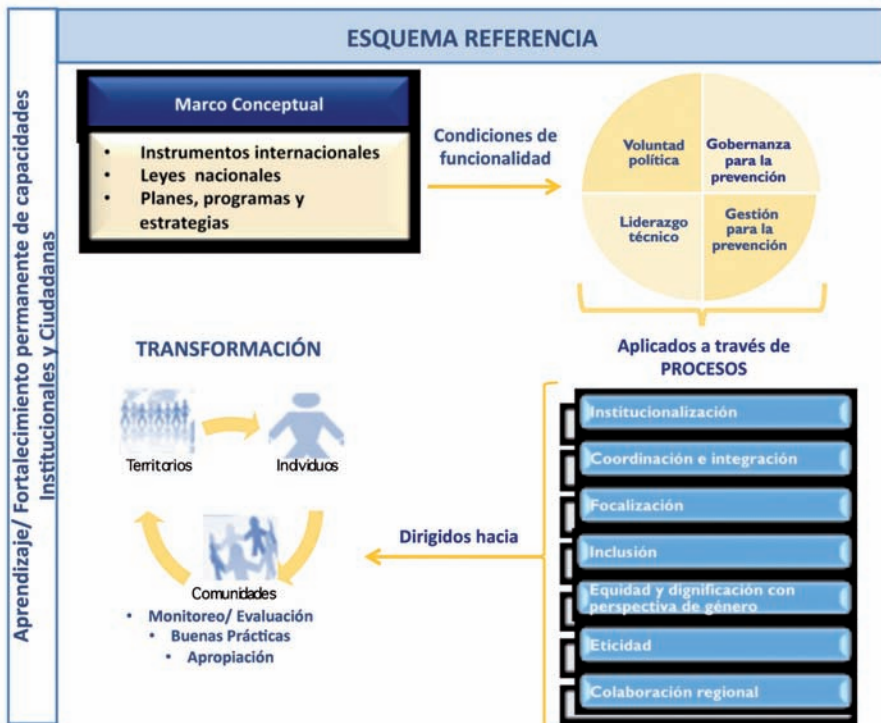 ESQUEMA REFERENCIA
Aprendizaje/ Fortalecimiento permanente de capacidades
Institucionales y Ciudadanas
Marco Conceptual
• Instrumentos internacionales
• Leyes nacionales
• Planes, programas y
estrategias
Condiciones de
funcionalidad
Voluntad
política
Gobernanza
para la
prevención
Liderazgo
técnico
Gestión
para la
prevención
Aplicados a través de
PROCESOS
Institucionalización
Coordinación e integración
Focalización
Inclusión
Equidad y dignificación con
perspectiva de género
Eticidad
Colaboración regional
Dirigidos hacia
TRANSFORMACIÓN
Territorios
Individuos
Comunidades
• Monitoreo/ Evaluación
• Buenas Prácticas
• Apropiación